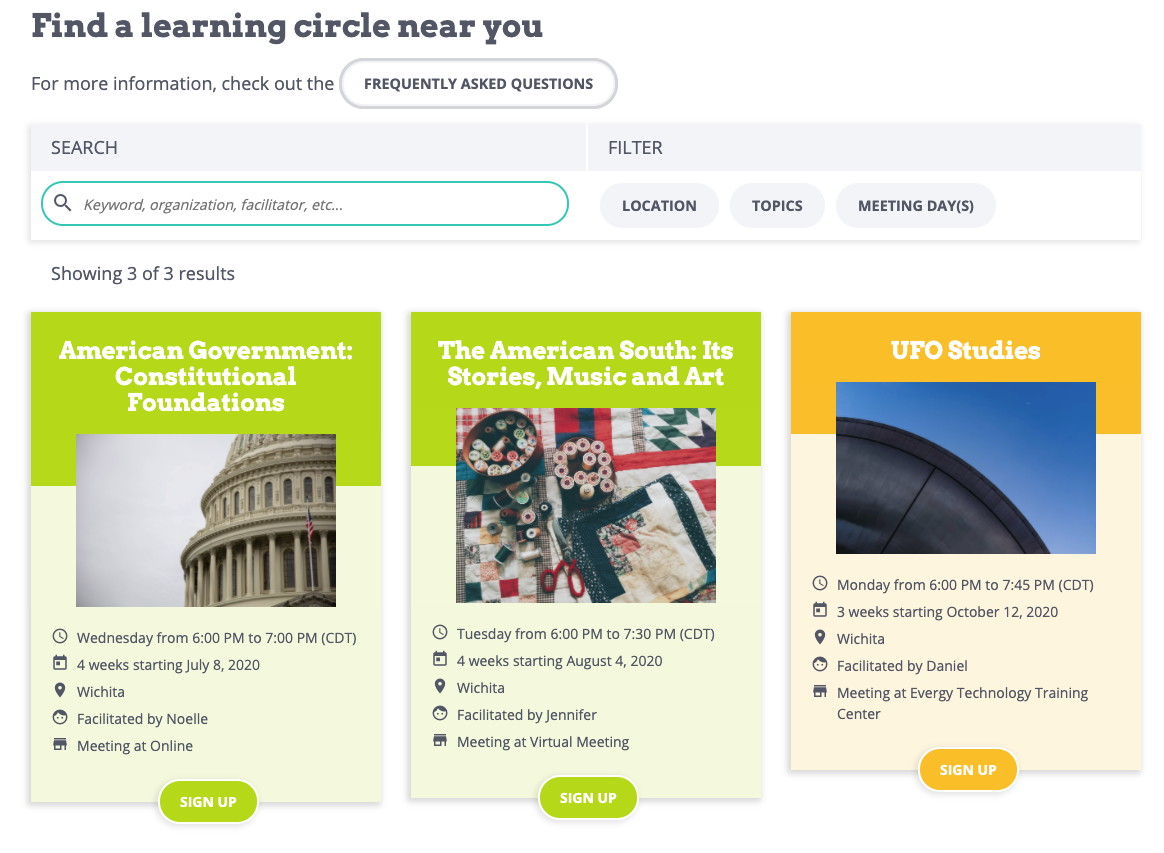 Find a learning circle near you
For more information, check out the FREQUENTLY ASKED QUESTIONS
SEARCH
FILTER
Keyword, organization, facilitator, etc...
LOCATION
TOPICS
MEETING DAY(S)
Showing 3 of 3 results
American Government:
Constitutional
Foundations
Wednesday from 6:00 PM to 7:00 PM (CDT)
4 weeks starting July 8, 2020
Wichita
Facilitated by Noelle
Meeting at Online
SIGN UP
The American South: Its
Stories, Music and Art
Tuesday from 6:00 PM to 7:30 PM (CDT)
4 weeks starting August 4, 2020
Wichita
Facilitated by Jennifer
Meeting at Virtual Meeting
SIGN UP
UFO Studies
Monday from 6:00 PM to 7:45 PM (CDT)
3 weeks starting October 12, 2020
Wichita
Facilitated by Daniel
Meeting at Evergy Technology Training
Center
SIGN UP